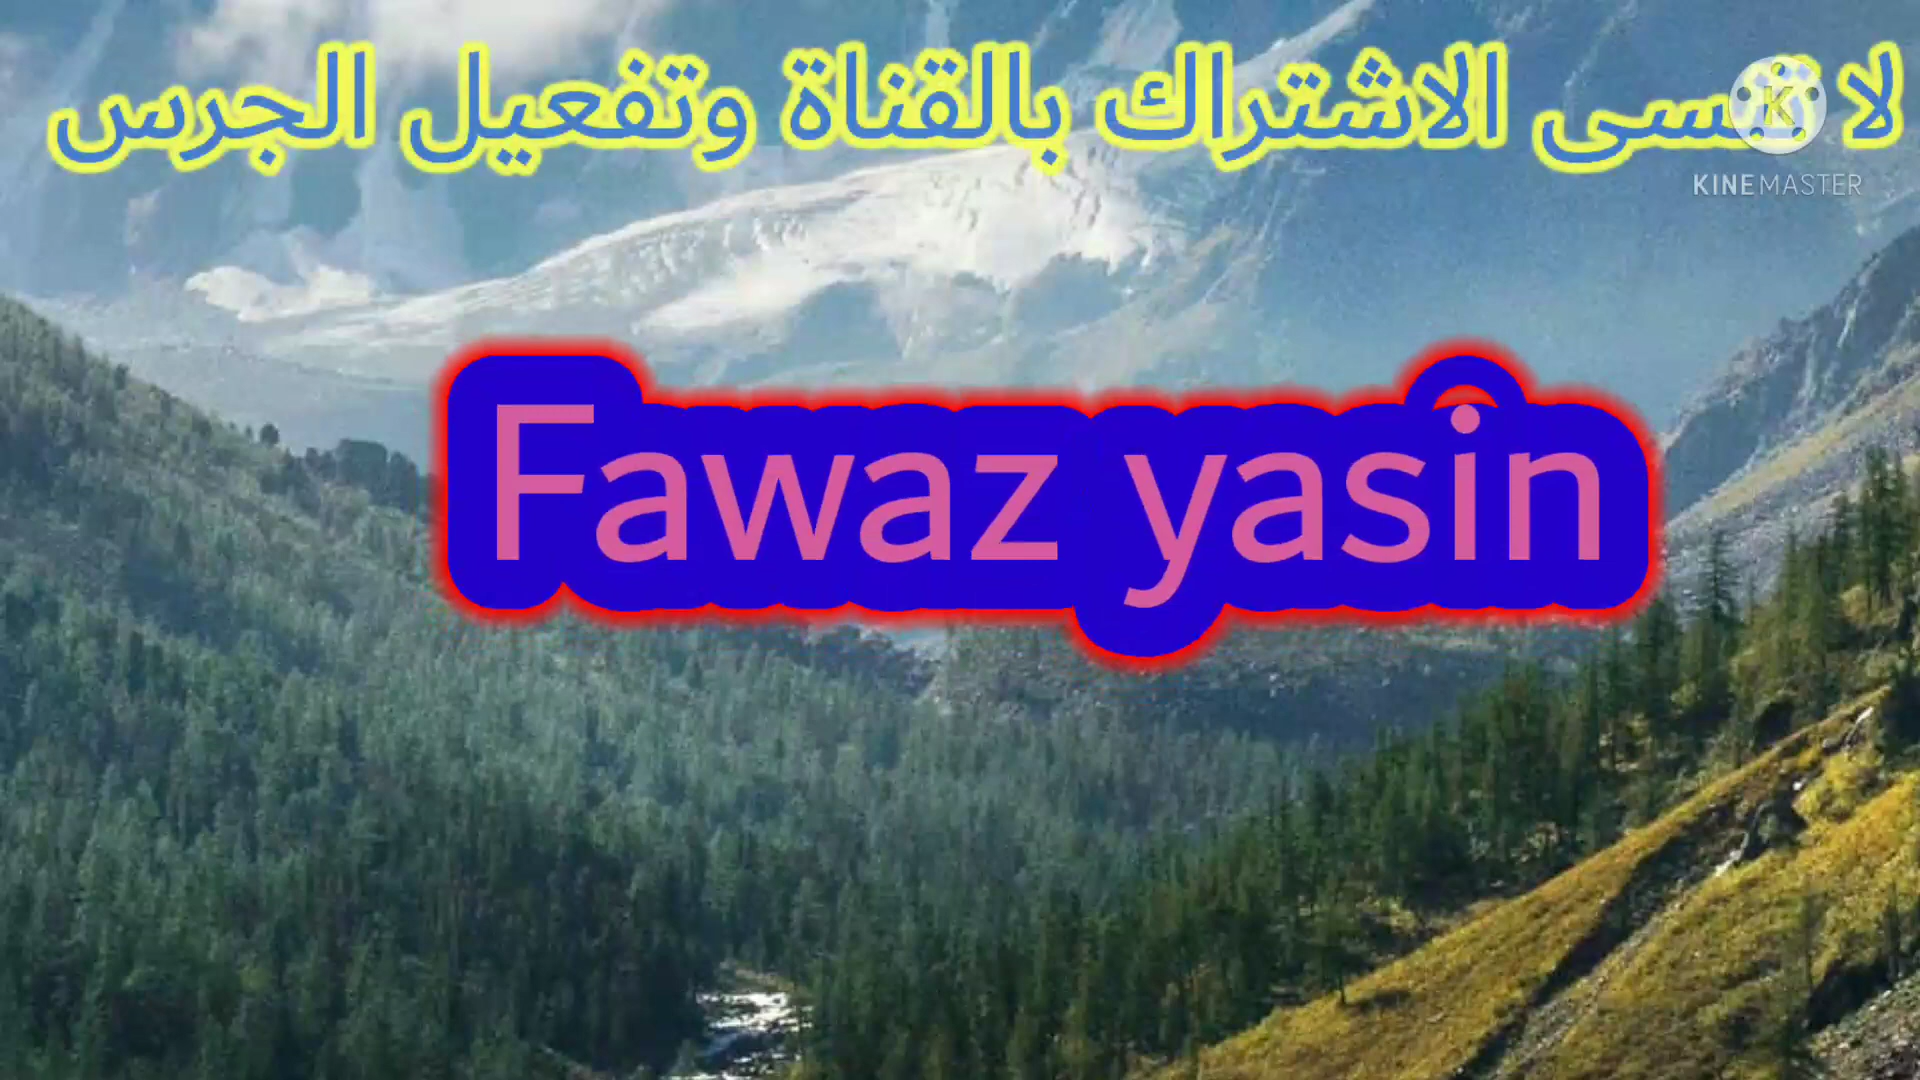 لا تنسى الاشتراك بالقناة وتفعيل الجرس
K
KINEMASTER
Fawaz yasin